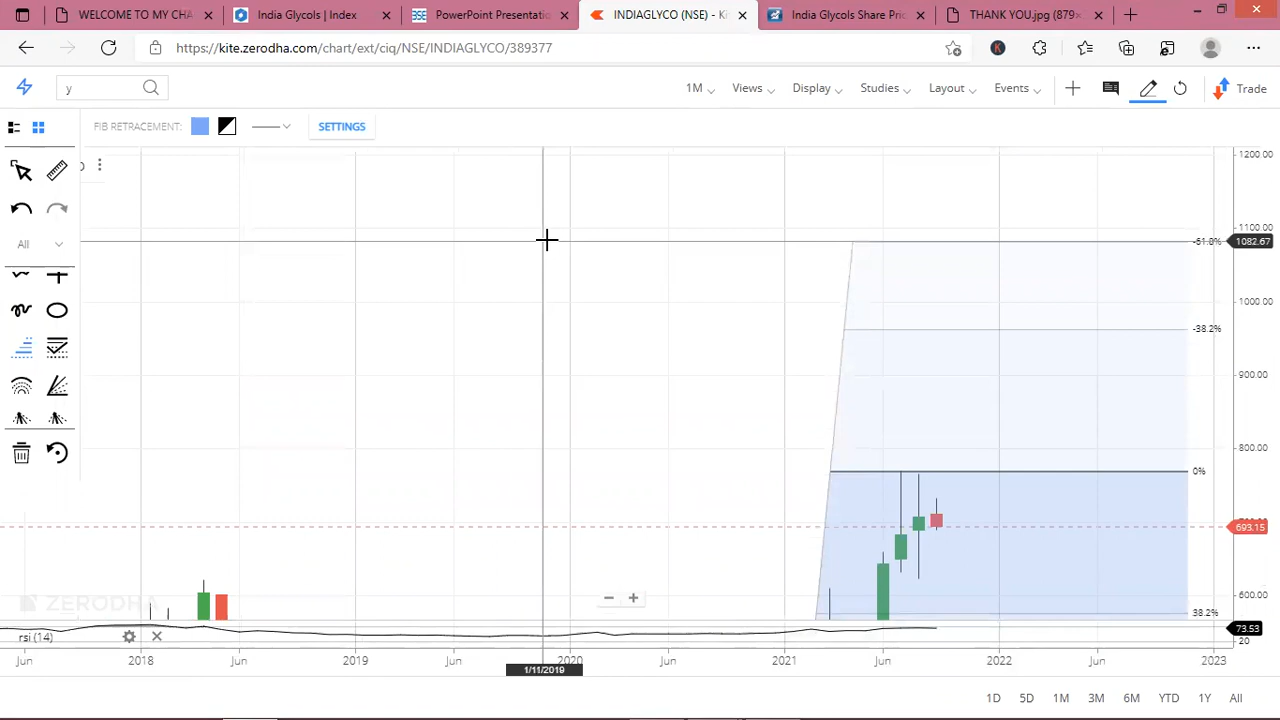 WELCOME TO MY CHA
India Glycols | Index
PowerPoint Presentatio
INDIAGLYCO (NSE) - Ki
India Glycols Share Pric
THANK YOU.jpg (879×
https://kite.zerodha.com/chart/ext/ciq/NSE/INDIAGLYCO/389377
K
y
1M
Views
Display
Studies
Layout
Events
Trade
FIB RETRACEMENT:
SETTINGS
All
1200.00
1100.00
-61.8%
1082.67
1000.00
-38.2%
900.00
800.00
0%
693.15
600.00
38.2%
ZERODHA
rsi (14)
73.53
20
Jun
2018
Jun
2019
Jun
2020
Jun
2021
Jun
2022
Jun
2023
1/11/2019
1D
5D
1M
3M
6M
YTD
1Y
All